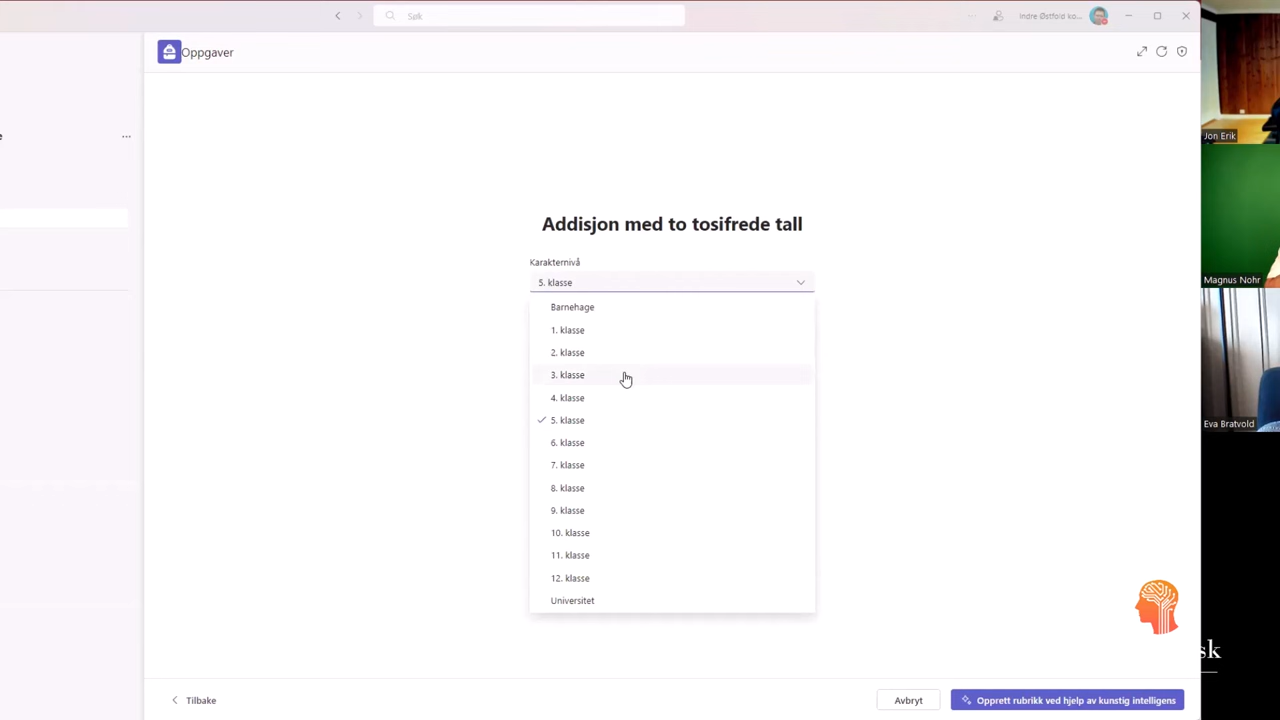 Søk
Indre Østfold ko...
Oppgaver
Jon Erik
Addisjon med to tosifrede tall
Karakternivå
5. klasse
Barnehage
1. klasse
2. klasse
3. klasse
4. klasse
5. klasse
6. klasse
7. klasse
8. klasse
9. klasse
10. klasse
11. klasse
12. klasse
Universitet
Magnus Nohr
Eva Bratvold
sk
Tilbake
Avbryt
Opprett rubrikk ved hjelp av kunstig intelligens